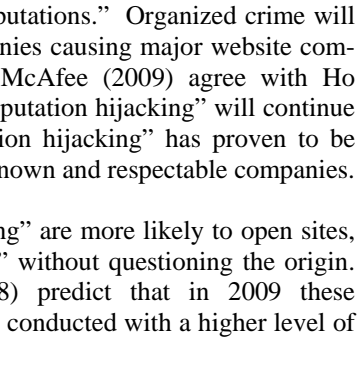 putations.” Organized crime will
nies causing major website com-
McAfee (2009) agree with Ho
putation hijacking” will continue
ion hijacking” has proven to be
nown and respectable companies.
ng” are more likely to open sites,
” without questioning the origin.
8) predict that in 2009 these
conducted with a higher level of